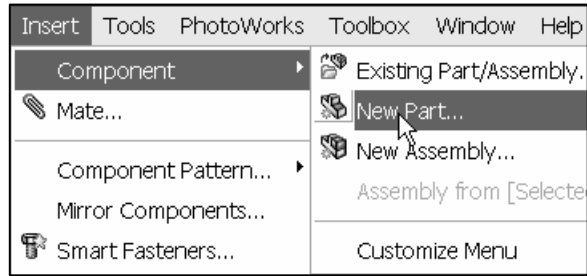 Insert Tools PhotoWorks Toolbox Window Help
Component
Mate...
Component Pattern...
Mirror Components...
Smart Fasteners...
Existing Part/Assembly.
New Part...
New Assembly...
Assembly from [Selecte
Customize Menu